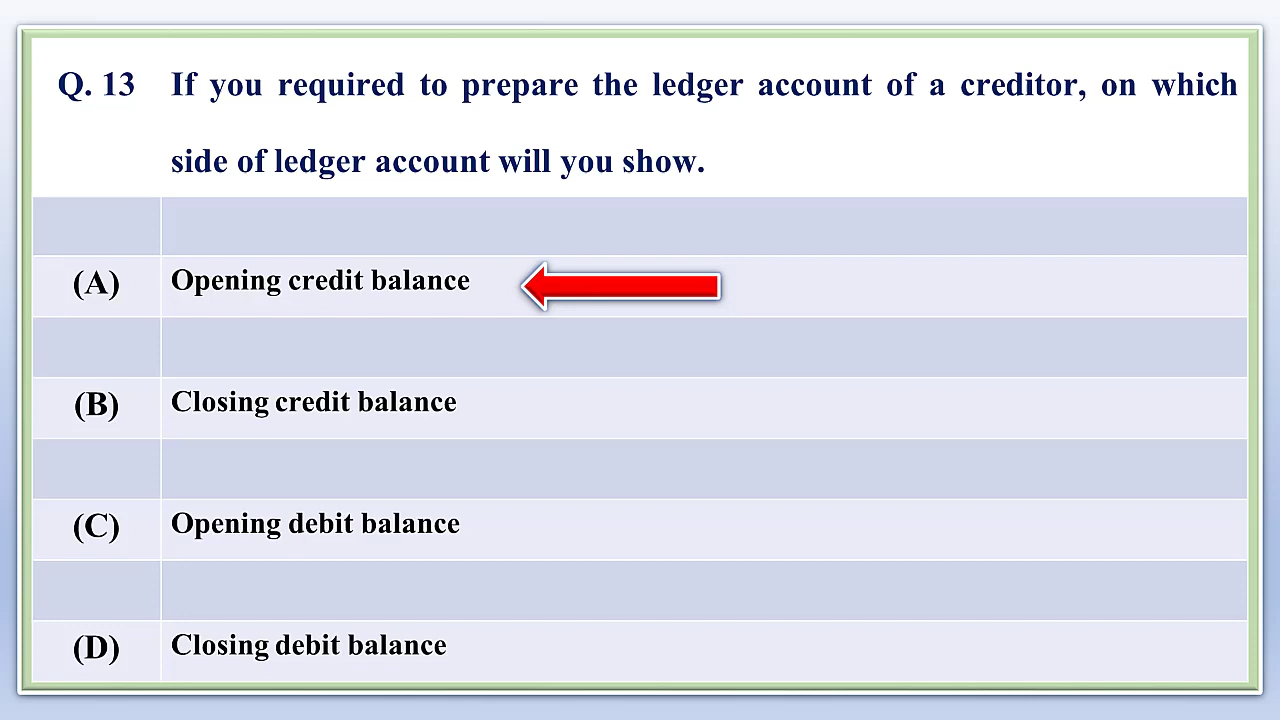 Q. 13 If you required to prepare the ledger account of a creditor, on which
side of ledger account will you show.
(A) Opening credit balance
(B) Closing credit balance
(C) Opening debit balance
(D) Closing debit balance